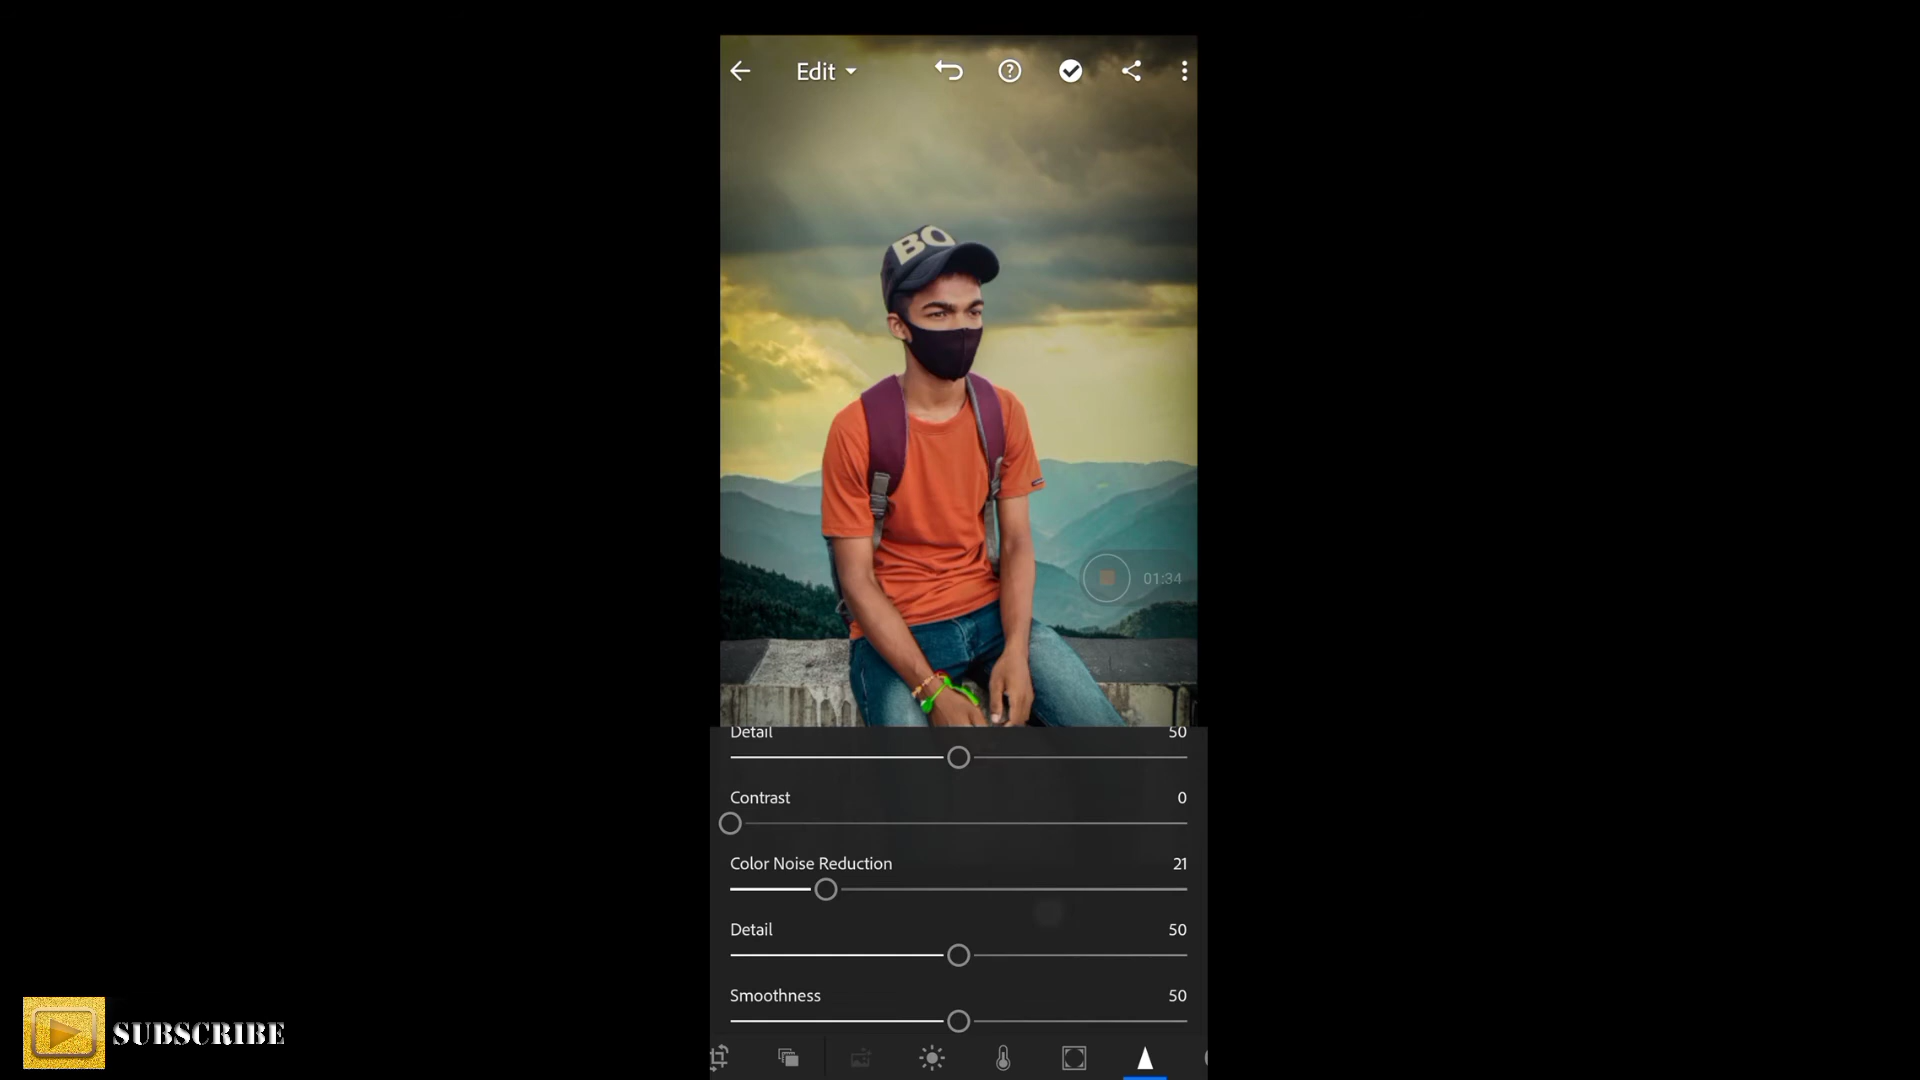 Edit
BO
01:34
Detail 50
Contrast 0
Color Noise Reduction 21
Detail 50
Smoothness 50
SUBSCRIBE